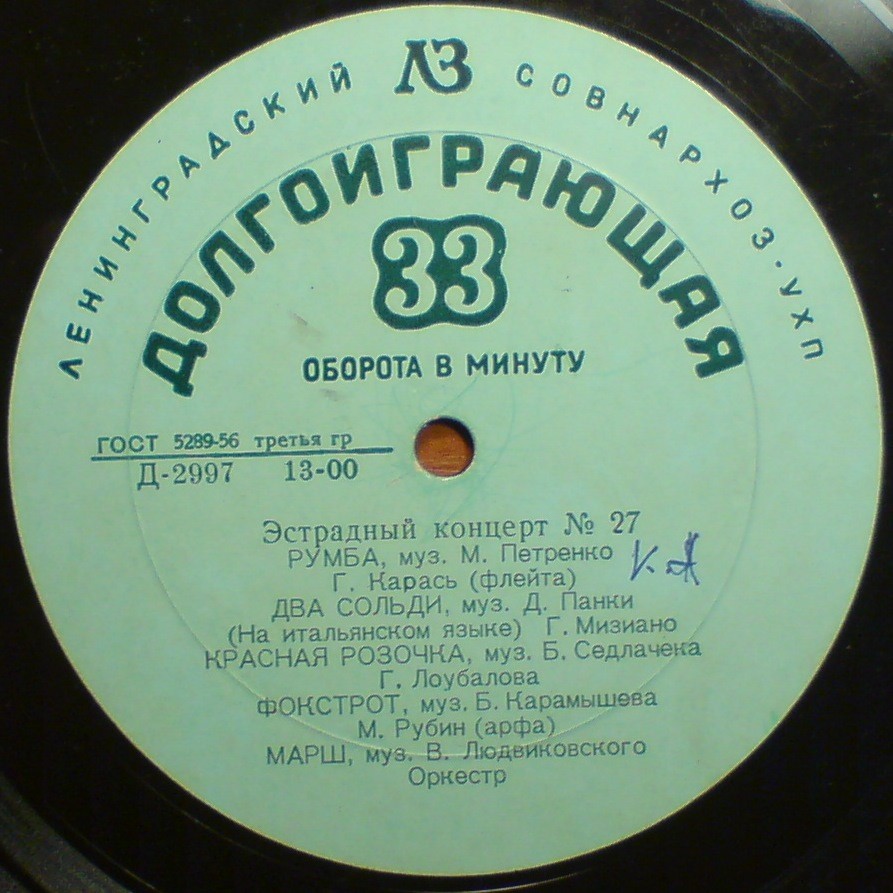 ЛЕНИНГРАДСКИЙ ЛЗ СОВНАРХОЗ·УХП
ДОЛГОИГРАЮЩАЯ
33
ОБОРОТА В МИНУТУ
ГОСТ 5289-56 третья гр
Д-2997 13-00
Эстрадный концерт № 27
РУМБА, муз. М. Петренко
Г. Карась (флейта)
ДВА СОЛЬДИ, муз. Д. Панки
(На итальянском языке) Г. Мизиано
КРАСНАЯ РОЗОЧКА, муз. Б. Седлачека
Г. Лоубалова
ФОКСТРОТ, муз. Б. Карамышева
М. Рубин (арфа)
МАРШ, муз. В. Людвиковского
Оркестр